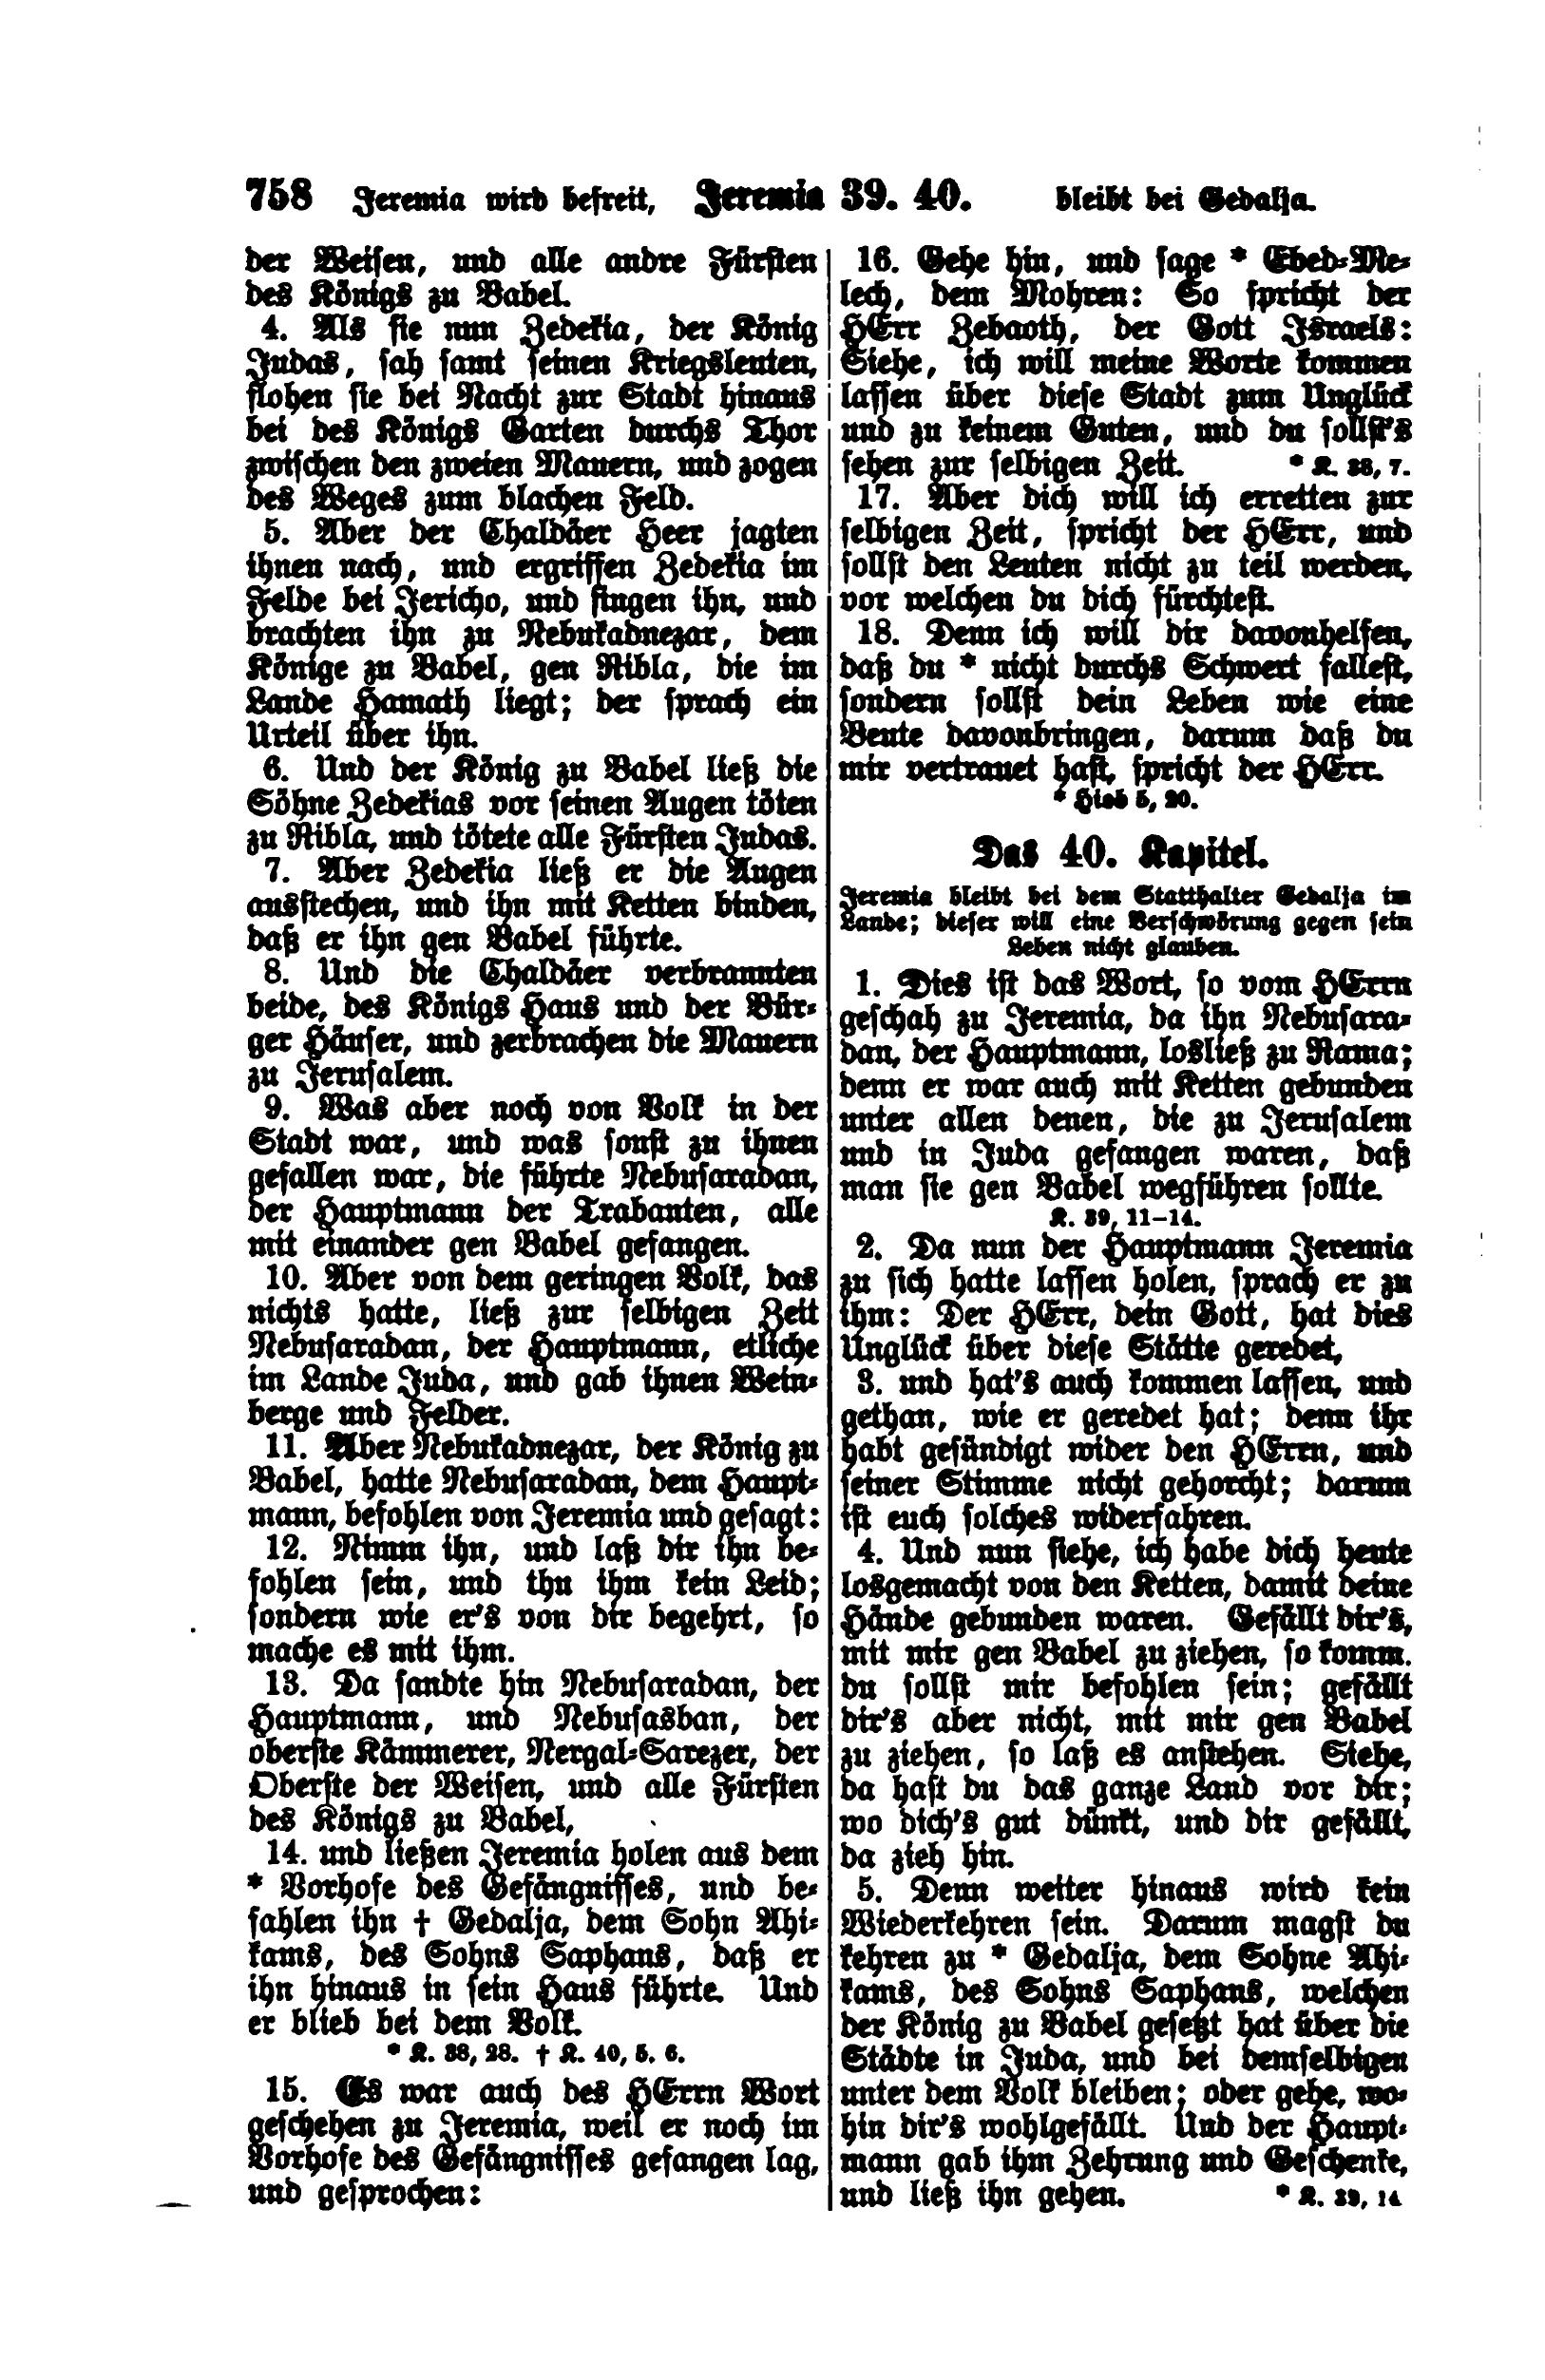 758 Jeremia wird befreit, Jeremia 39. 40. bleibt bei Gedalja.
der Weisen, und alle andre Fürsten
des Königs zu Babel.
4. Als sie nun Zedekia, der König
Judas, sah samt seinen Kriegsleuten,
flohen sie bei Nacht zur Stadt hinaus
bei des Königs Garten durchs Thor
zwischen den zweien Mauern, und zogen
des Weges zum blachen Feld.
5. Aber der Chaldäer Heer jagten
ihnen nach, und ergriffen Zedekia im
Felde bei Jericho, und fingen ihn, und
brachten ihn zu Nebukadnezar, dem
Könige zu Babel, gen Ribla, die im
Lande Hamath liegt; der sprach ein
Urteil über ihn.
6. Und der König zu Babel ließ die
Söhne Zedekias vor seinen Augen töten
zu Ribla, und tötete alle Fürsten Judas.
7. Aber Zedekia ließ er die Augen
ausstechen, und ihn mit Ketten binden,
daß er ihn gen Babel führte.
8. Und die Chaldäer verbrannten
beide, des Königs Haus und der Bür-
ger Häuser, und zerbrachen die Mauern
zu Jerusalem.
9. Was aber noch von Volk in der
Stadt war, und was sonst zu ihnen
gefallen war, die führte Nebusaradan,
der Hauptmann der Trabanten, alle
mit einander gen Babel gefangen.
10. Aber von dem geringen Volk, das
nichts hatte, ließ zur selbigen Zeit
Nebusaradan, der Hauptmann, etliche
im Lande Juda, und gab ihnen Wein-
berge und Felder.
11. Aber Nebukadnezar, der König zu
Babel, hatte Nebusaradan, dem Haupt-
mann, befohlen von Jeremia und gesagt:
12. Nimm ihn, und laß dir ihn be-
fohlen sein, und thu ihm kein Leid;
sondern wie er's von dir begehrt, so
mache es mit ihm.
13. Da sandte hin Nebusaradan, der
Hauptmann, und Nebusasban, der
oberste Kämmerer, Nergal-Sarezer, der
Oberste der Weisen, und alle Fürsten
des Königs zu Babel,
14. und ließen Jeremia holen aus dem
* Vorhofe des Gefängnisses, und be-
fahlen ihn † Gedalja, dem Sohn Ahi-
kams, des Sohns Saphans, daß er
ihn hinaus in sein Haus führte. Und
er blieb bei dem Volk.
* K. 38, 28. † K. 40, 5. 6.
15. Es war auch des HErrn Wort
geschehen zu Jeremia, weil er noch im
Vorhofe des Gefängnisses gefangen lag,
und gesprochen:
16. Gehe hin, und sage * Ebed-Me-
lech, dem Mohren: So spricht der
HErr Zebaoth, der Gott Israels:
Siehe, ich will meine Worte kommen
lassen über diese Stadt zum Unglück
und zu keinem Guten, und du sollst's
sehen zur selbigen Zeit. * K. 38, 7.
17. Aber dich will ich erretten zur
selbigen Zeit, spricht der HErr, und
sollst den Leuten nicht zu teil werden,
vor welchen du dich fürchtest.
18. Denn ich will dir davonhelfen,
daß du * nicht durchs Schwert fallest,
sondern sollst dein Leben wie eine
Beute davonbringen, darum daß du
mir vertrauet hast, spricht der HErr.
* Hiob 5, 20.
Das 40. Kapitel.
Jeremia bleibt bei dem Statthalter Gedalja im
Lande; dieser will eine Verschwörung gegen sein
Leben nicht glauben.
1. Dies ist das Wort, so vom HErrn
geschah zu Jeremia, da ihn Nebusara-
dan, der Hauptmann, losließ zu Rama;
denn er war auch mit Ketten gebunden
unter allen denen, die zu Jerusalem
und in Juda gefangen waren, daß
man sie gen Babel wegführen sollte.
K. 39, 11-14.
2. Da nun der Hauptmann Jeremia
zu sich hatte lassen holen, sprach er zu
ihm: Der HErr, dein Gott, hat dies
Unglück über diese Stätte geredet,
3. und hat's auch kommen lassen, und
gethan, wie er geredet hat; denn ihr
habt gesündigt wider den HErrn, und
seiner Stimme nicht gehorcht; darum
ist euch solches widerfahren.
4. Und nun siehe, ich habe dich heute
losgemacht von den Ketten, damit deine
Hände gebunden waren. Gefällt dir's,
mit mir gen Babel zu ziehen, so komm.
du sollst mir befohlen sein; gefällt
dir's aber nicht, mit mir gen Babel
zu ziehen, so laß es anstehen. Siehe,
da hast du das ganze Land vor dir;
wo dich's gut dünkt, und dir gefällt,
da zieh hin.
5. Denn weiter hinaus wird kein
Wiederkehren sein. Darum magst du
kehren zu * Gedalja, dem Sohne Ahi-
kams, des Sohns Saphans, welchen
der König zu Babel gesetzt hat über die
Städte in Juda, und bei demselbigen
unter dem Volk bleiben; oder gehe, wo-
hin dir's wohlgefällt. Und der Haupt-
mann gab ihm Zehrung und Geschenke,
und ließ ihn gehen. * K. 39, 14